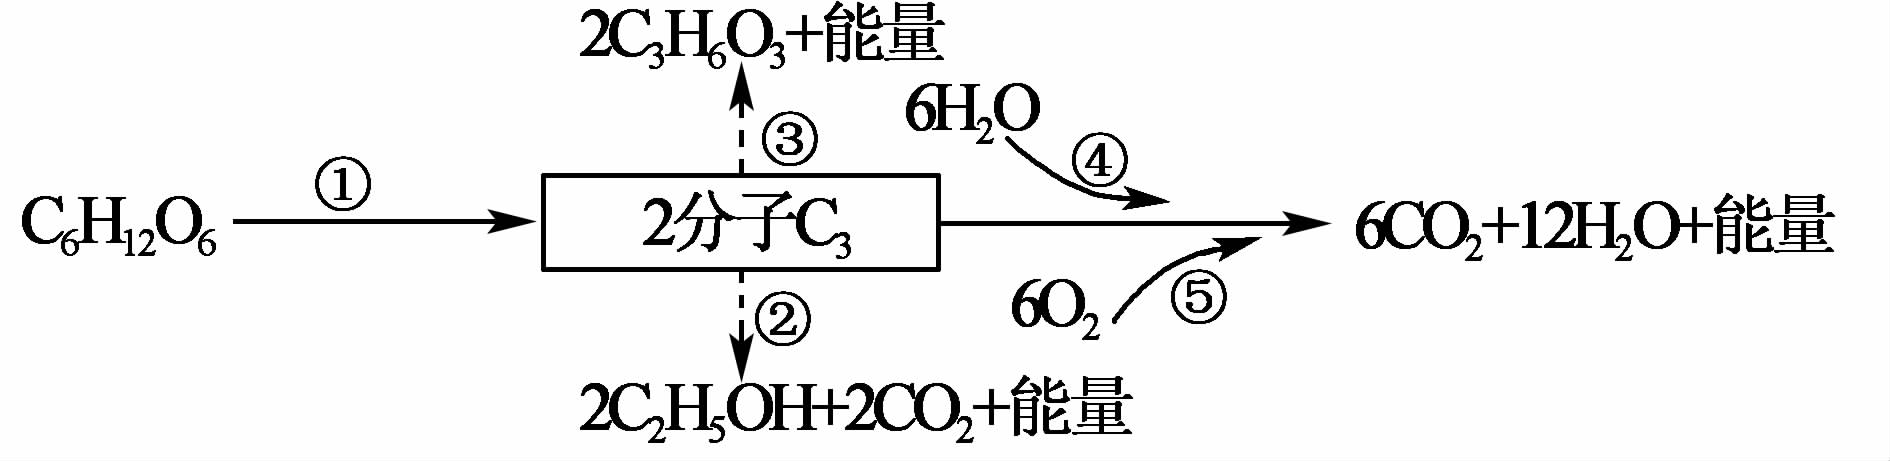 2C₃H₆O₃+能量
③
6H₂O
④
①
C₆H₁₂O₆
2分子C₃
6CO₂+12H₂O+能量
6O₂
⑤
②
2C₂H₅OH+2CO₂+能量